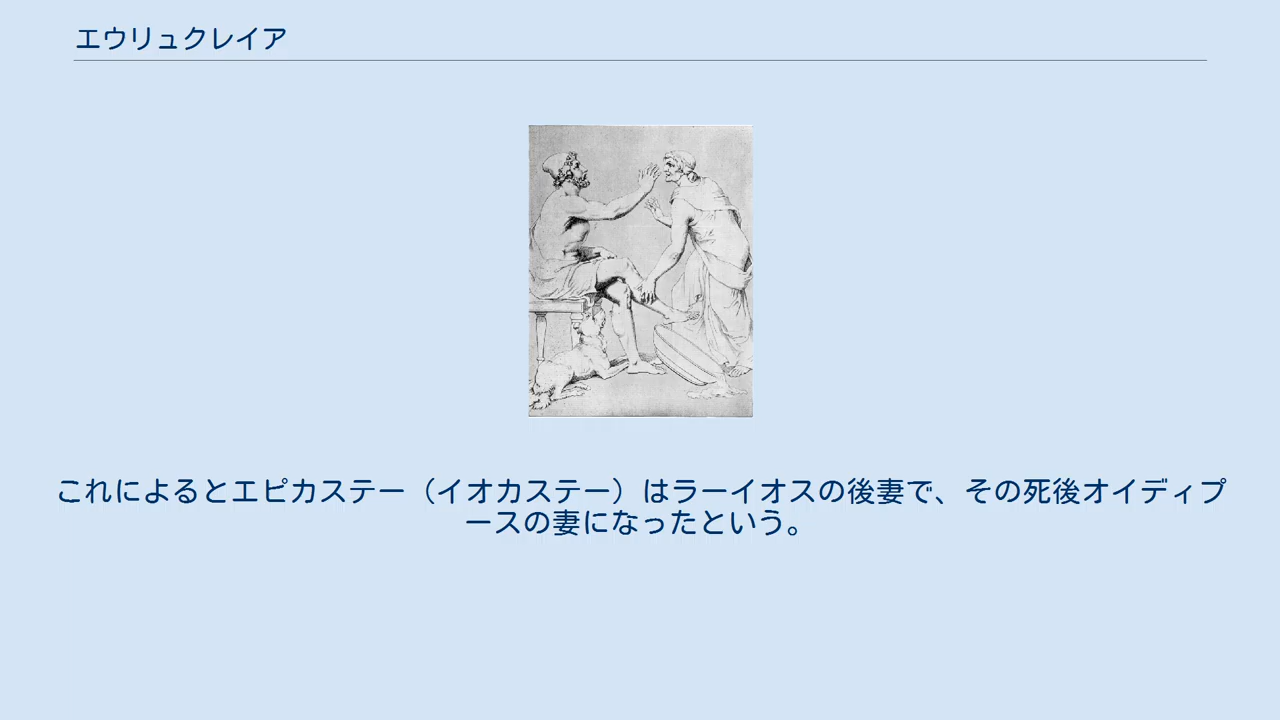 エウリュクレイア
これによるとエピカステー（イオカステー）はラーイオスの後妻で、その死後オイディプ
ースの妻になったという。